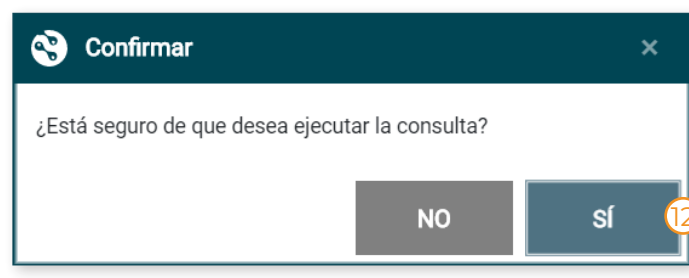 Confirmar ×
¿Está seguro de que desea ejecutar la consulta?
NO SÍ 12